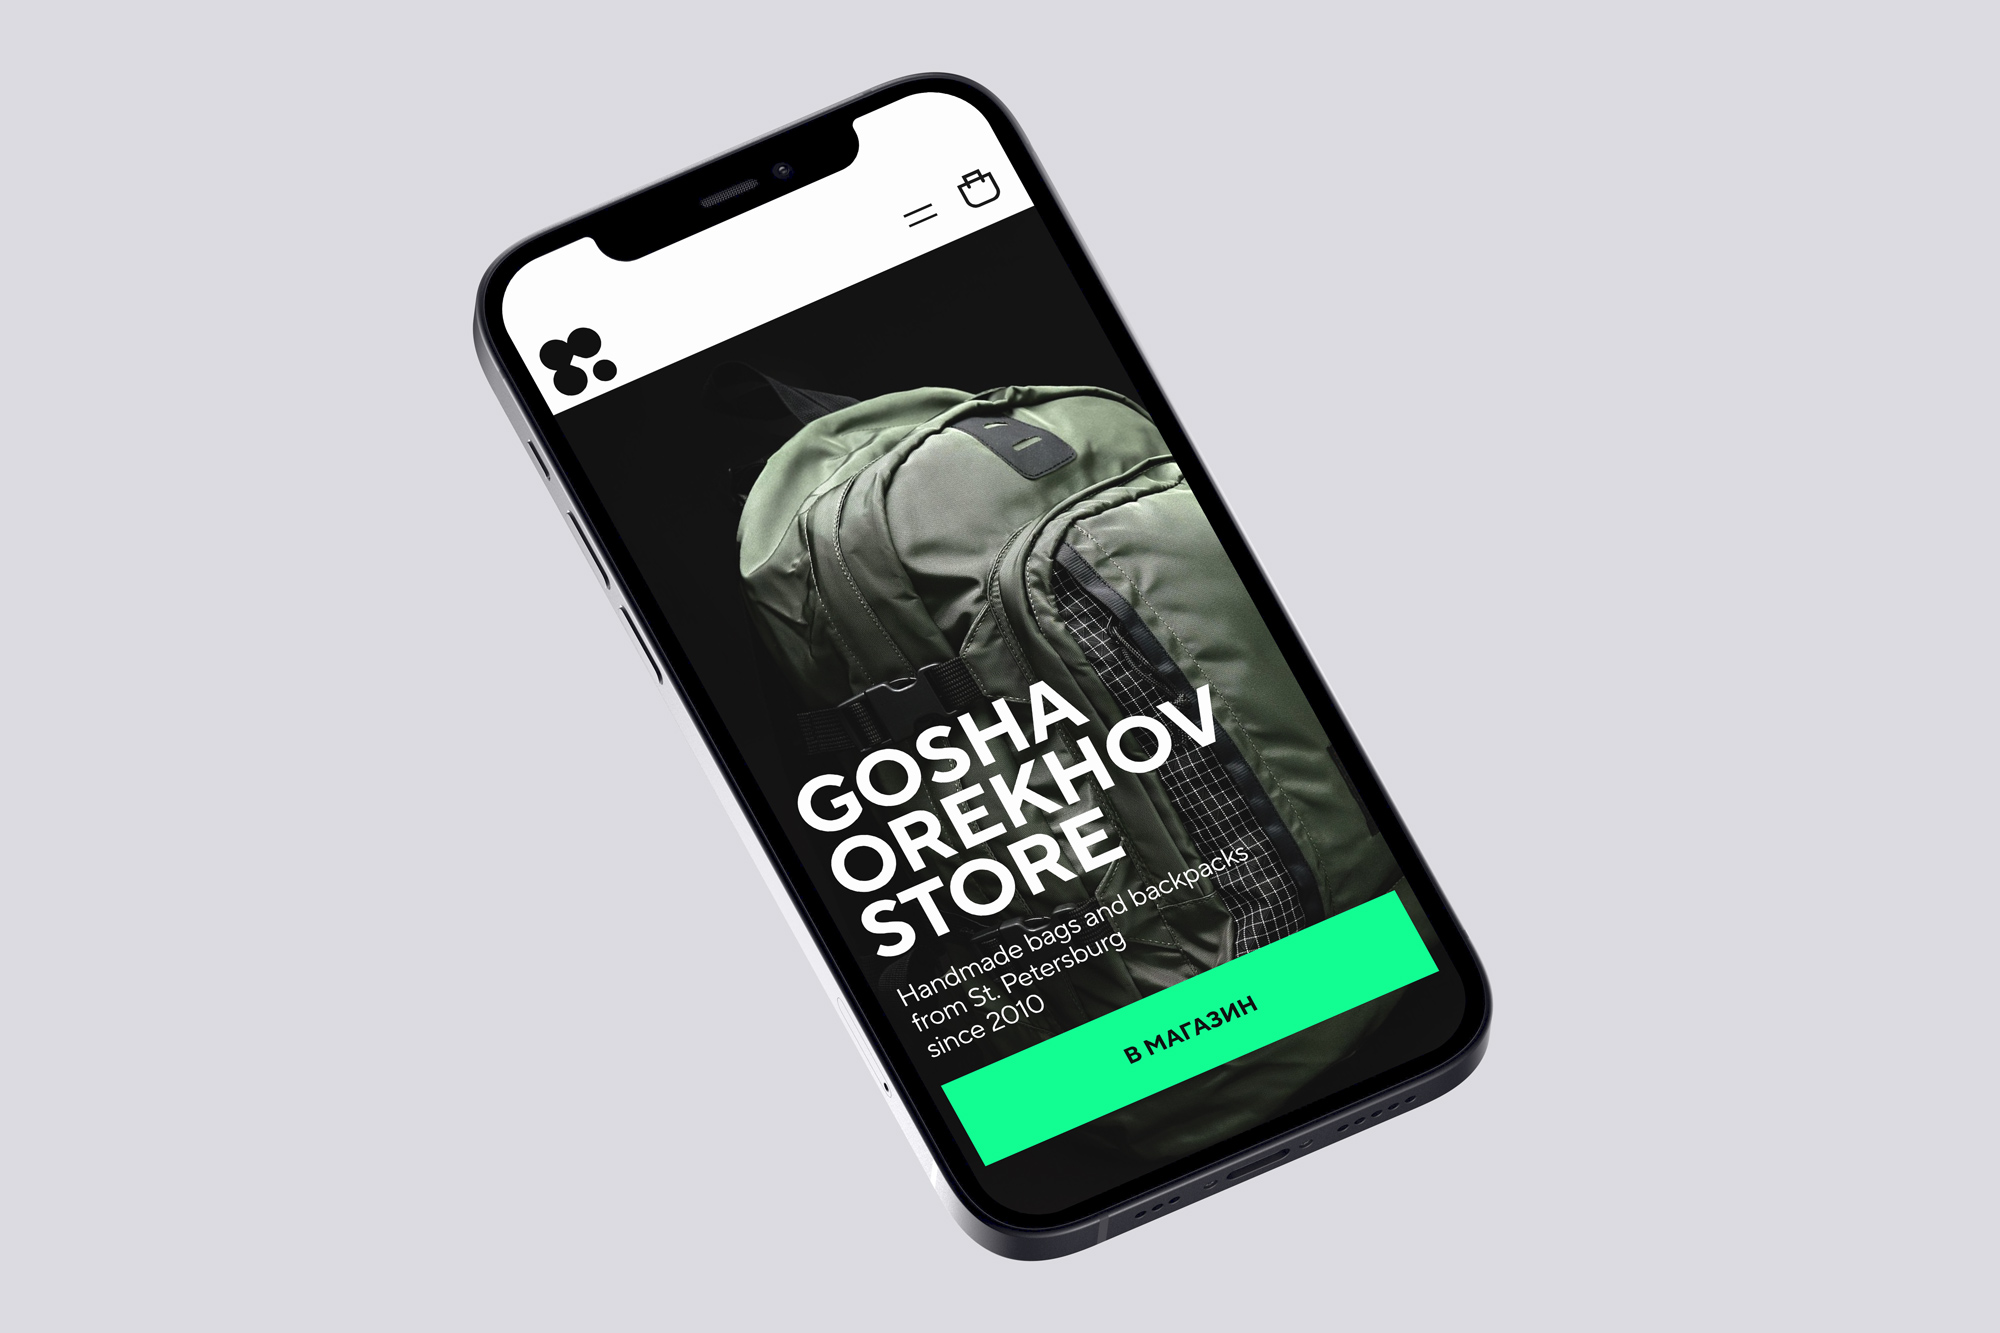 GOSHA
OREKHOV
STORE
Handmade bags and backpacks
from St. Petersburg
since 2010
В МАГАЗИН